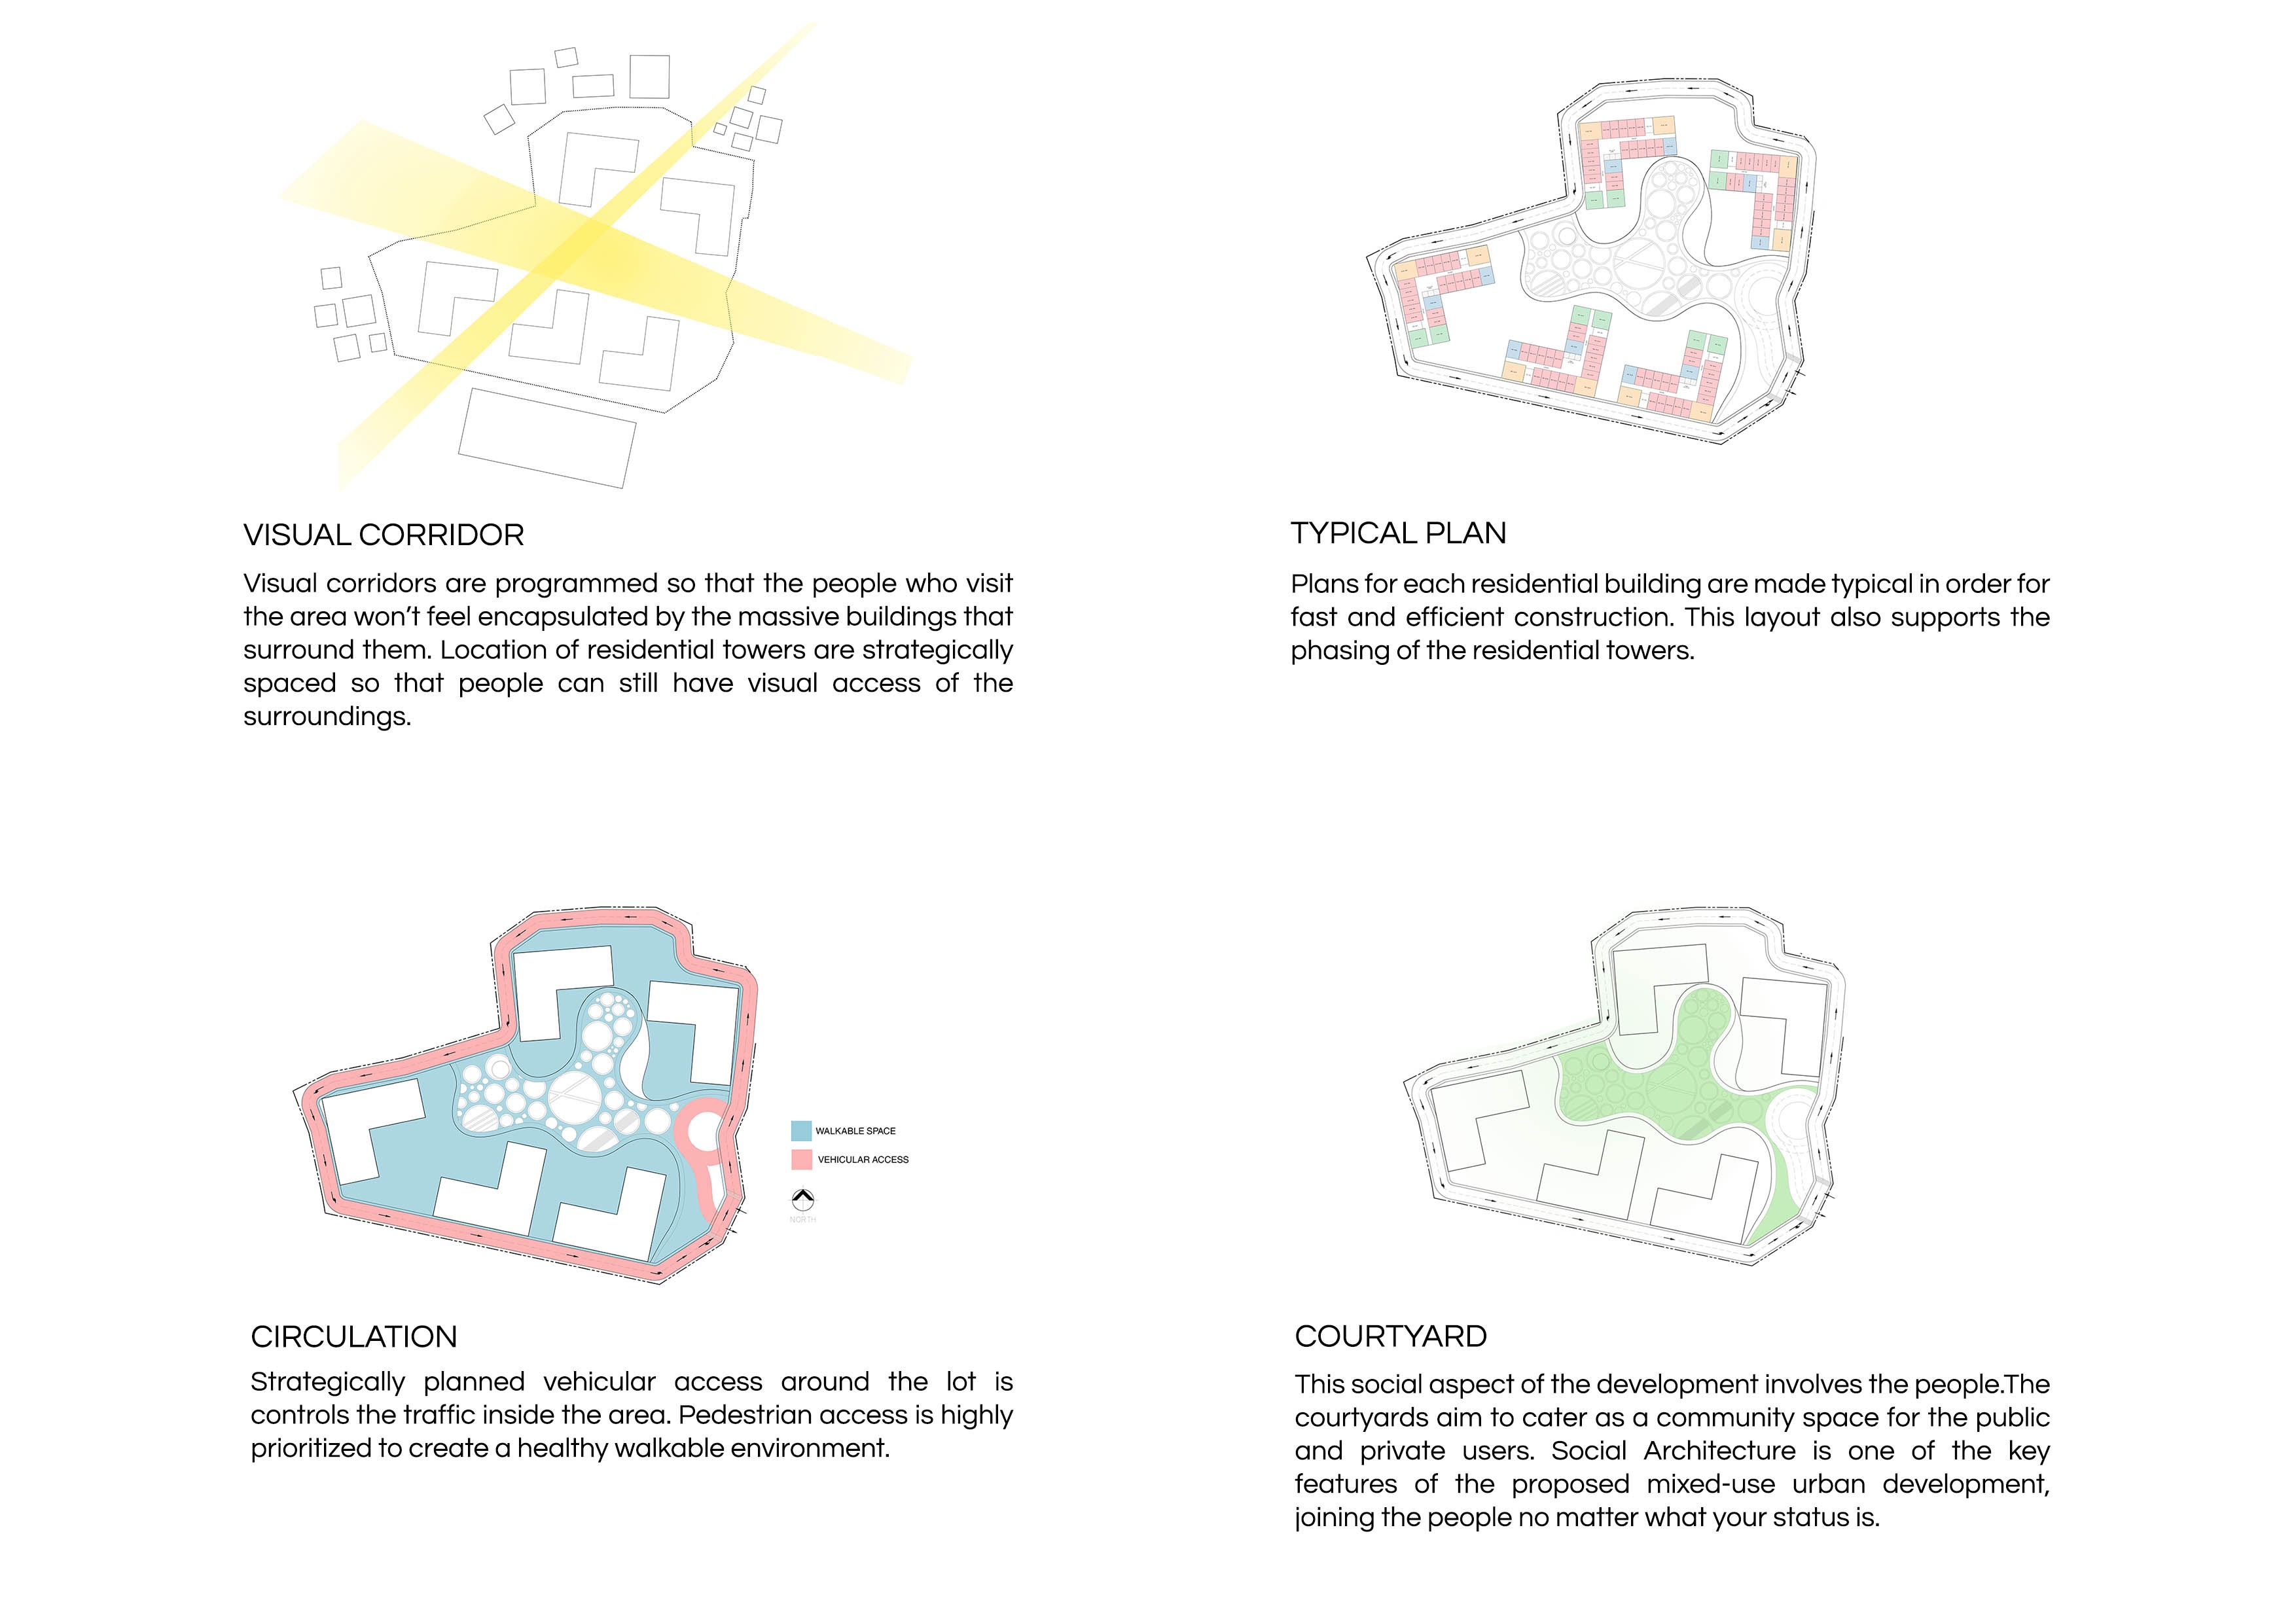 VISUAL CORRIDOR
Visual corridors are programmed so that the people who visit
the area won't feel encapsulated by the massive buildings that
surround them. Location of residential towers are strategically
spaced so that people can still have visual access of the
surroundings.
TYPICAL PLAN
Plans for each residential building are made typical in order for
fast and efficient construction. This layout also supports the
phasing of the residential towers.
WALKABLE SPACE
VEHICULAR ACCESS
NORTH
CIRCULATION
Strategically planned vehicular access around the lot is
controls the traffic inside the area. Pedestrian access is highly
prioritized to create a healthy walkable environment.
COURTYARD
This social aspect of the development involves the people.The
courtyards aim to cater as a community space for the public
and private users. Social Architecture is one of the key
features of the proposed mixed-use urban development,
joining the people no matter what your status is.